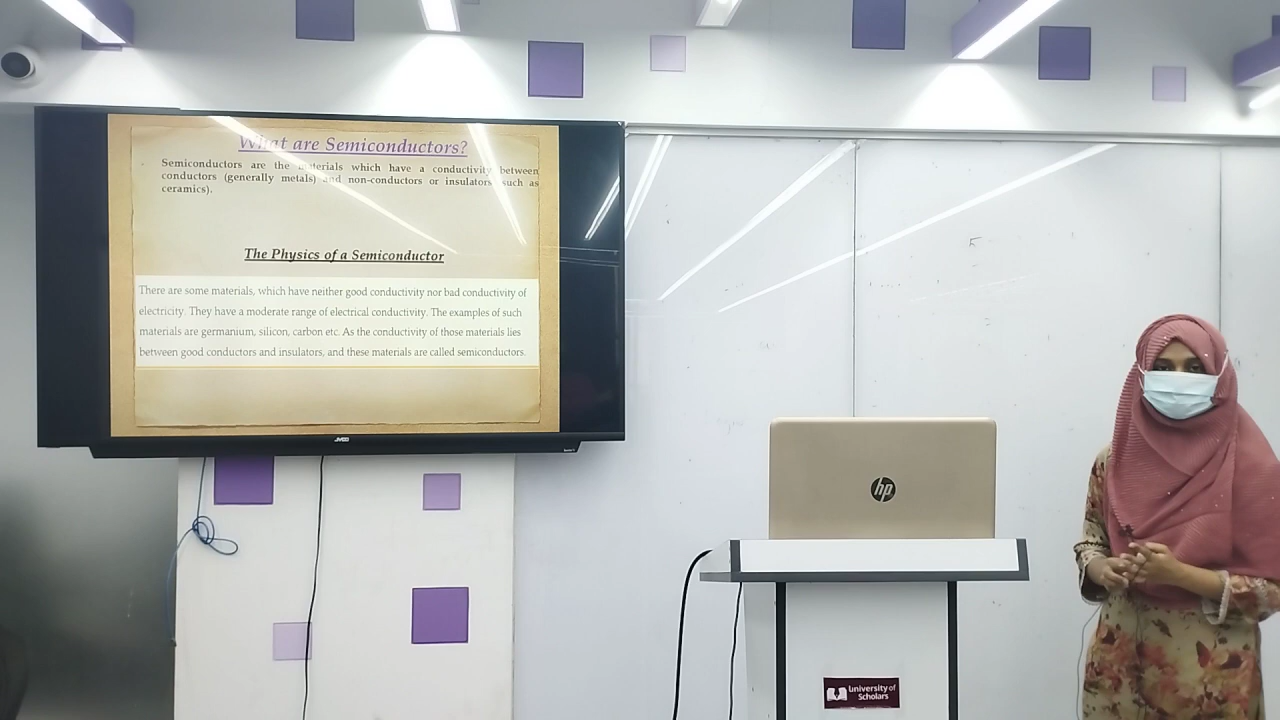 What are Semiconductors?
Semiconductors are the materials which have a conductivity between
conductors (generally metals) and non-conductors or insulators (such as
ceramics).
The Physics of a Semiconductor
There are some materials, which have neither good conductivity nor bad conductivity of
electricity. They have a moderate range of electrical conductivity. The examples of such
materials are germanium, silicon, carbon etc. As the conductivity of those materials lies
between good conductors and insulators, and these materials are called semiconductors.
JVCO
hp
University of
Scholars